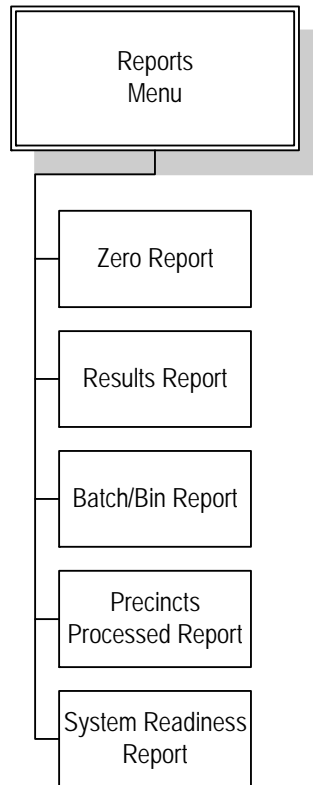 Reports
Menu
Zero Report
Results Report
Batch/Bin Report
Precincts
Processed Report
System Readiness
Report